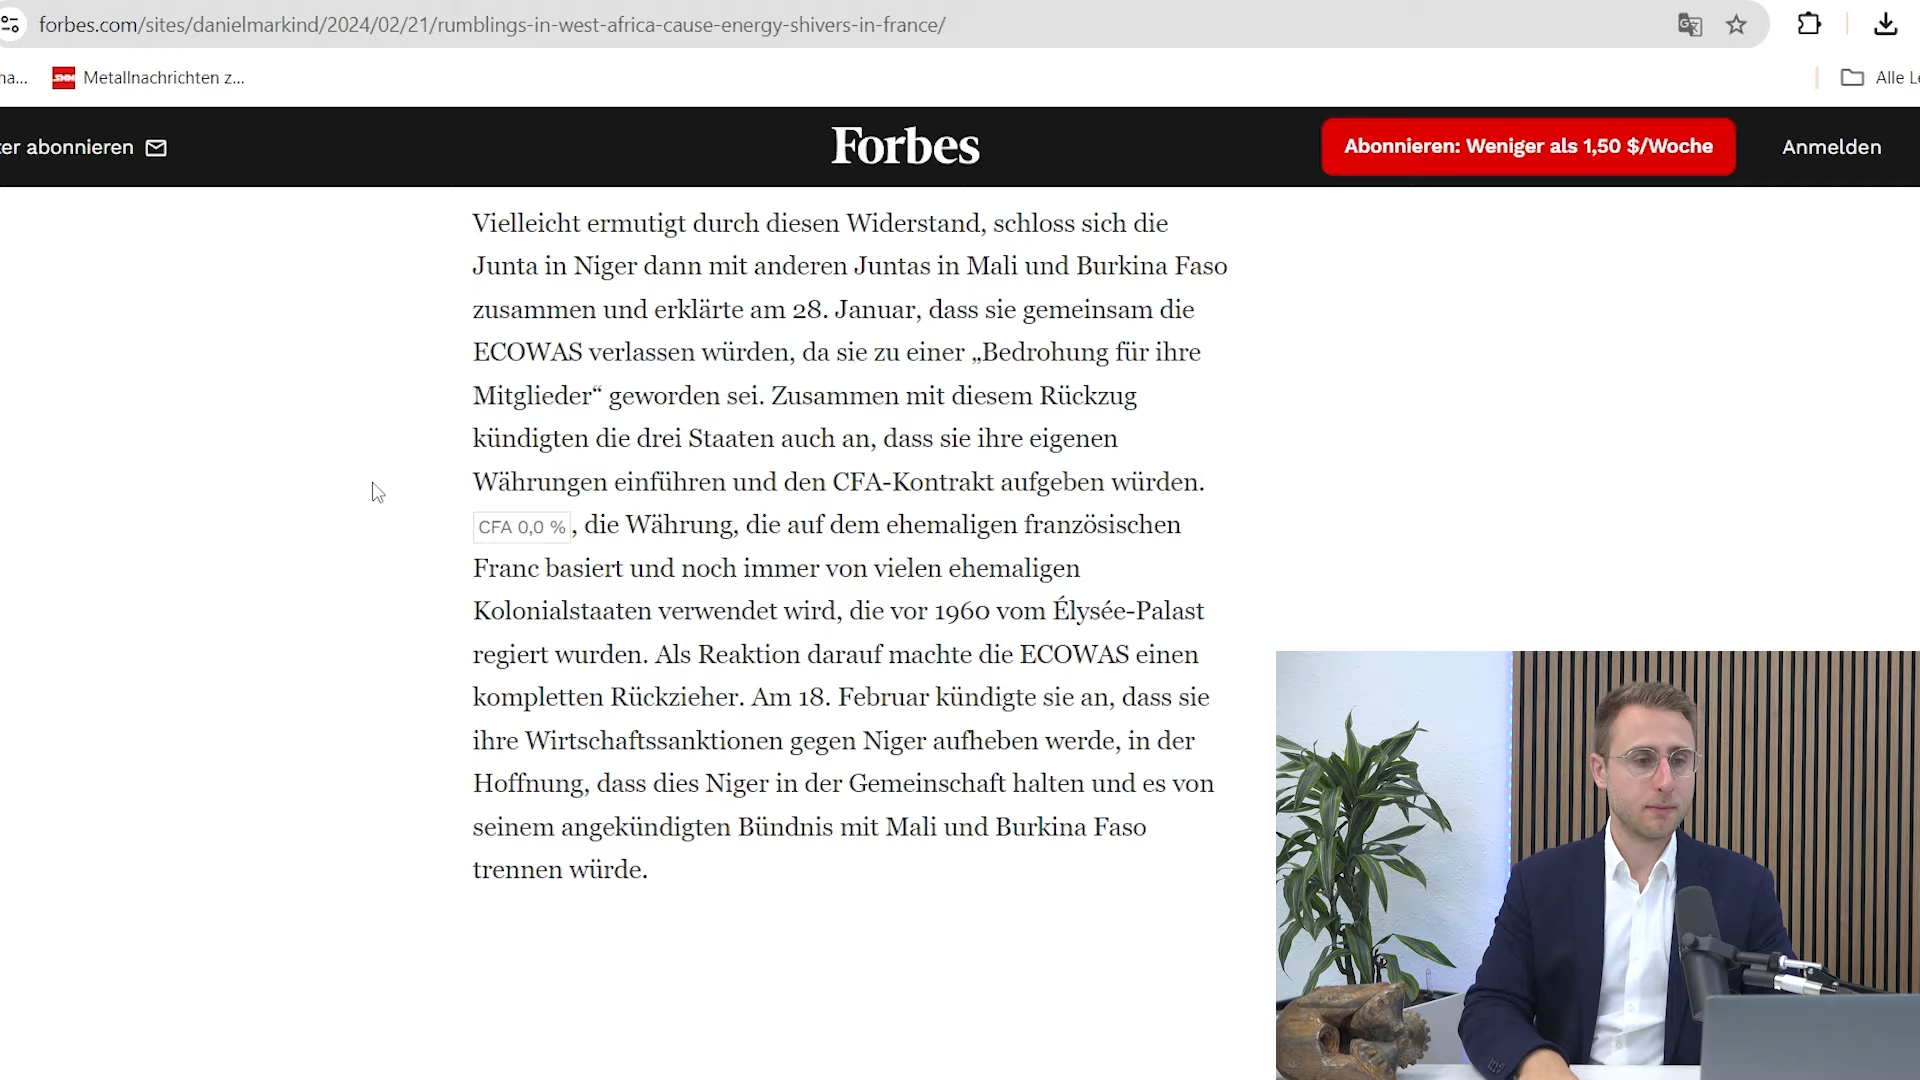 forbes.com/sites/danielmarkind/2024/02/21/rumblings-in-west-africa-cause-energy-shivers-in-france/
ha...
SMM
Metallnachrichten z...
Alle Le
ter abonnieren
Forbes
Abonnieren: Weniger als 1,50 $/Woche
Anmelden
Vielleicht ermutigt durch diesen Widerstand, schloss sich die
Junta in Niger dann mit anderen Juntas in Mali und Burkina Faso
zusammen und erklärte am 28. Januar, dass sie gemeinsam die
ECOWAS verlassen würden, da sie zu einer „Bedrohung für ihre
Mitglieder“ geworden sei. Zusammen mit diesem Rückzug
kündigten die drei Staaten auch an, dass sie ihre eigenen
Währungen einführen und den CFA-Kontrakt aufgeben würden.
CFA 0,0 % , die Währung, die auf dem ehemaligen französischen
Franc basiert und noch immer von vielen ehemaligen
Kolonialstaaten verwendet wird, die vor 1960 vom Élysée-Palast
regiert wurden. Als Reaktion darauf machte die ECOWAS einen
kompletten Rückzieher. Am 18. Februar kündigte sie an, dass sie
ihre Wirtschaftssanktionen gegen Niger aufheben werde, in der
Hoffnung, dass dies Niger in der Gemeinschaft halten und es von
seinem angekündigten Bündnis mit Mali und Burkina Faso
trennen würde.